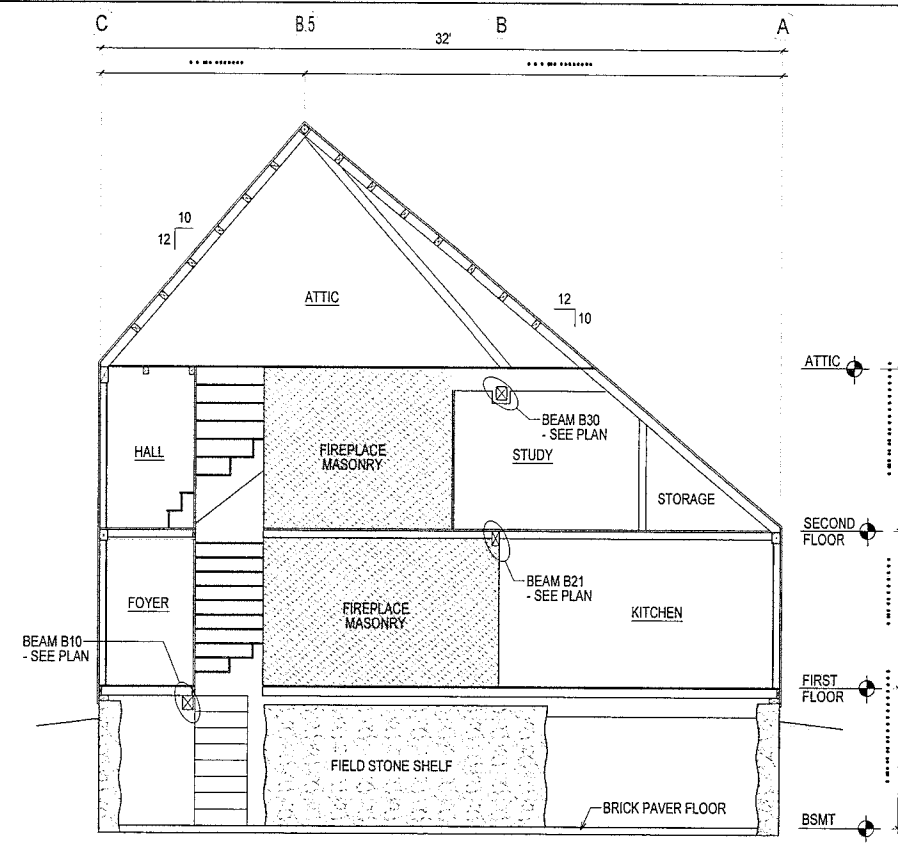 C B.5 B A
32'
10
12
12
10
ATTIC
ATTIC
BEAM B30
- SEE PLAN
HALL
FIREPLACE
MASONRY
STUDY
STORAGE
SECOND
FLOOR
BEAM B21
- SEE PLAN
FOYER
FIREPLACE
MASONRY
KITCHEN
BEAM B10
- SEE PLAN
FIRST
FLOOR
FIELD STONE SHELF
BRICK PAVER FLOOR
BSMT